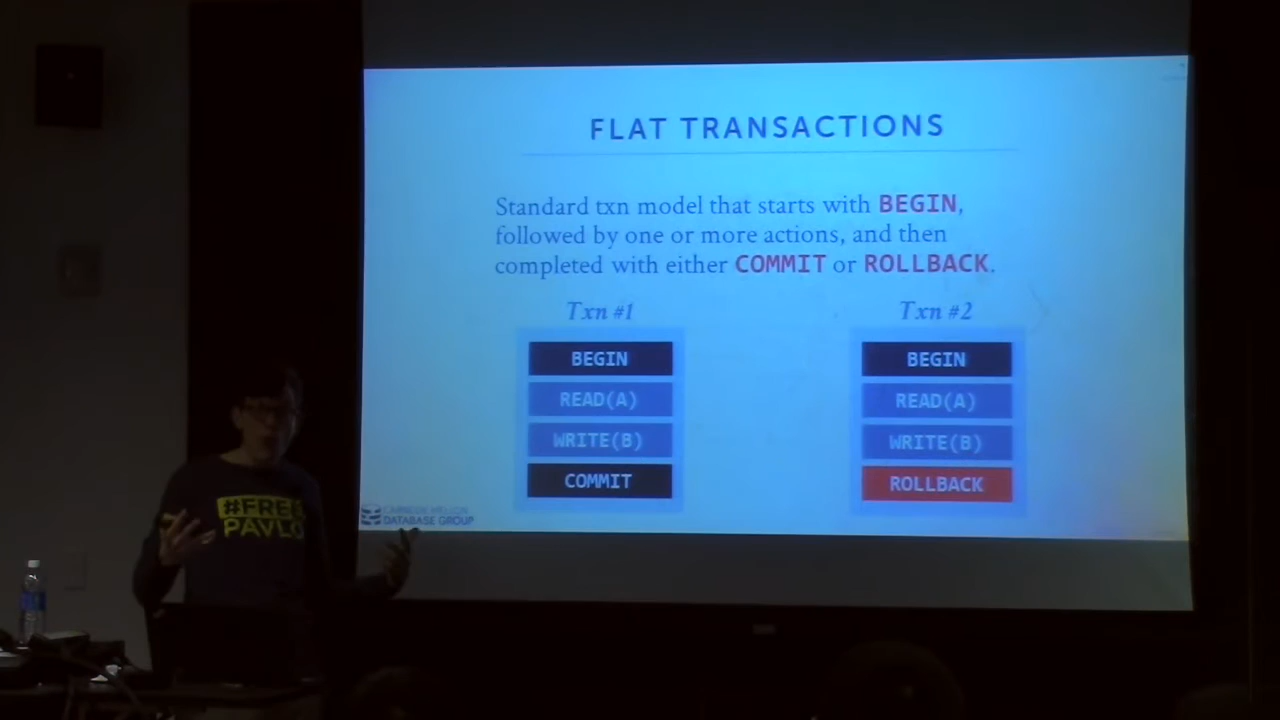 FLAT TRANSACTIONS
Standard txn model that starts with BEGIN,
followed by one or more actions, and then
completed with either COMMIT or ROLLBACK.
Txn #1
BEGIN
READ(A)
WRITE(B)
COMMIT
Txn #2
BEGIN
READ(A)
WRITE(B)
ROLLBACK
CARNEGIE MELLON
DATABASE GROUP
#FREE
PAVLO